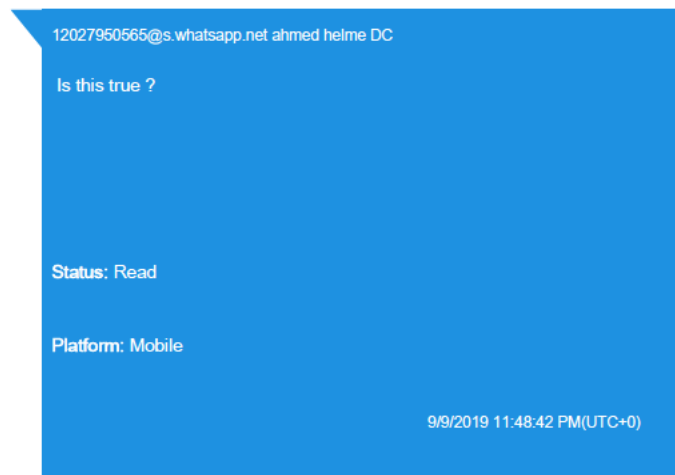 12027950565@s.whatsapp.net ahmed helme DC
Is this true ?
Status: Read
Platform: Mobile
9/9/2019 11:48:42 PM(UTC+0)